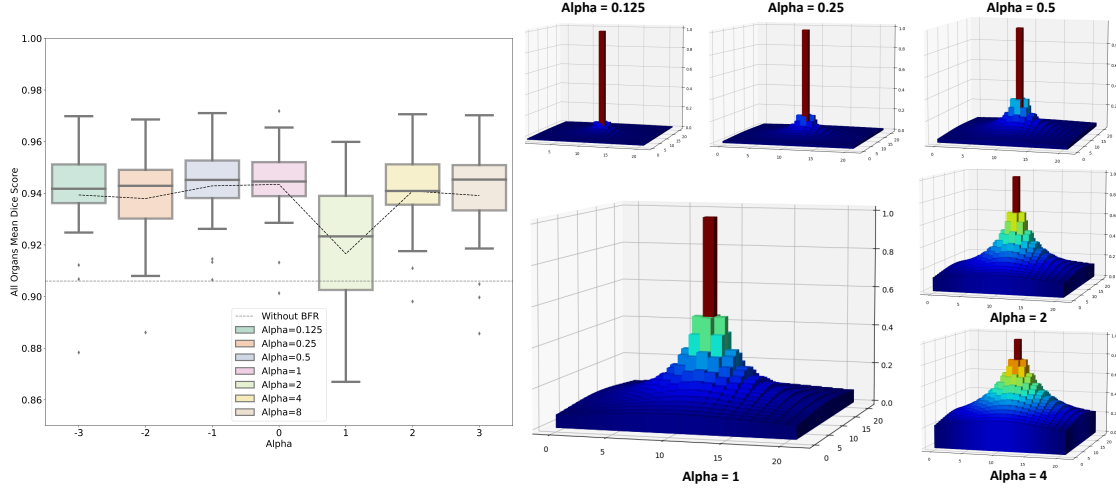 Alpha = 0.125
Alpha = 0.25
Alpha = 0.5
1.00
0.98
0.96
0.94
0.92
0.90
0.88
0.86
All Organs Mean Dice Score
-3 -2 -1 0 1 2 3
Alpha
Without BFR
Alpha=0.125
Alpha=0.25
Alpha=0.5
Alpha=1
Alpha=2
Alpha=4
Alpha=8
1.0
0.8
0.6
0.4
0.2
0.0
0 5 10 15 20
0 5 10 15 20
Alpha = 1
Alpha = 2
Alpha = 4